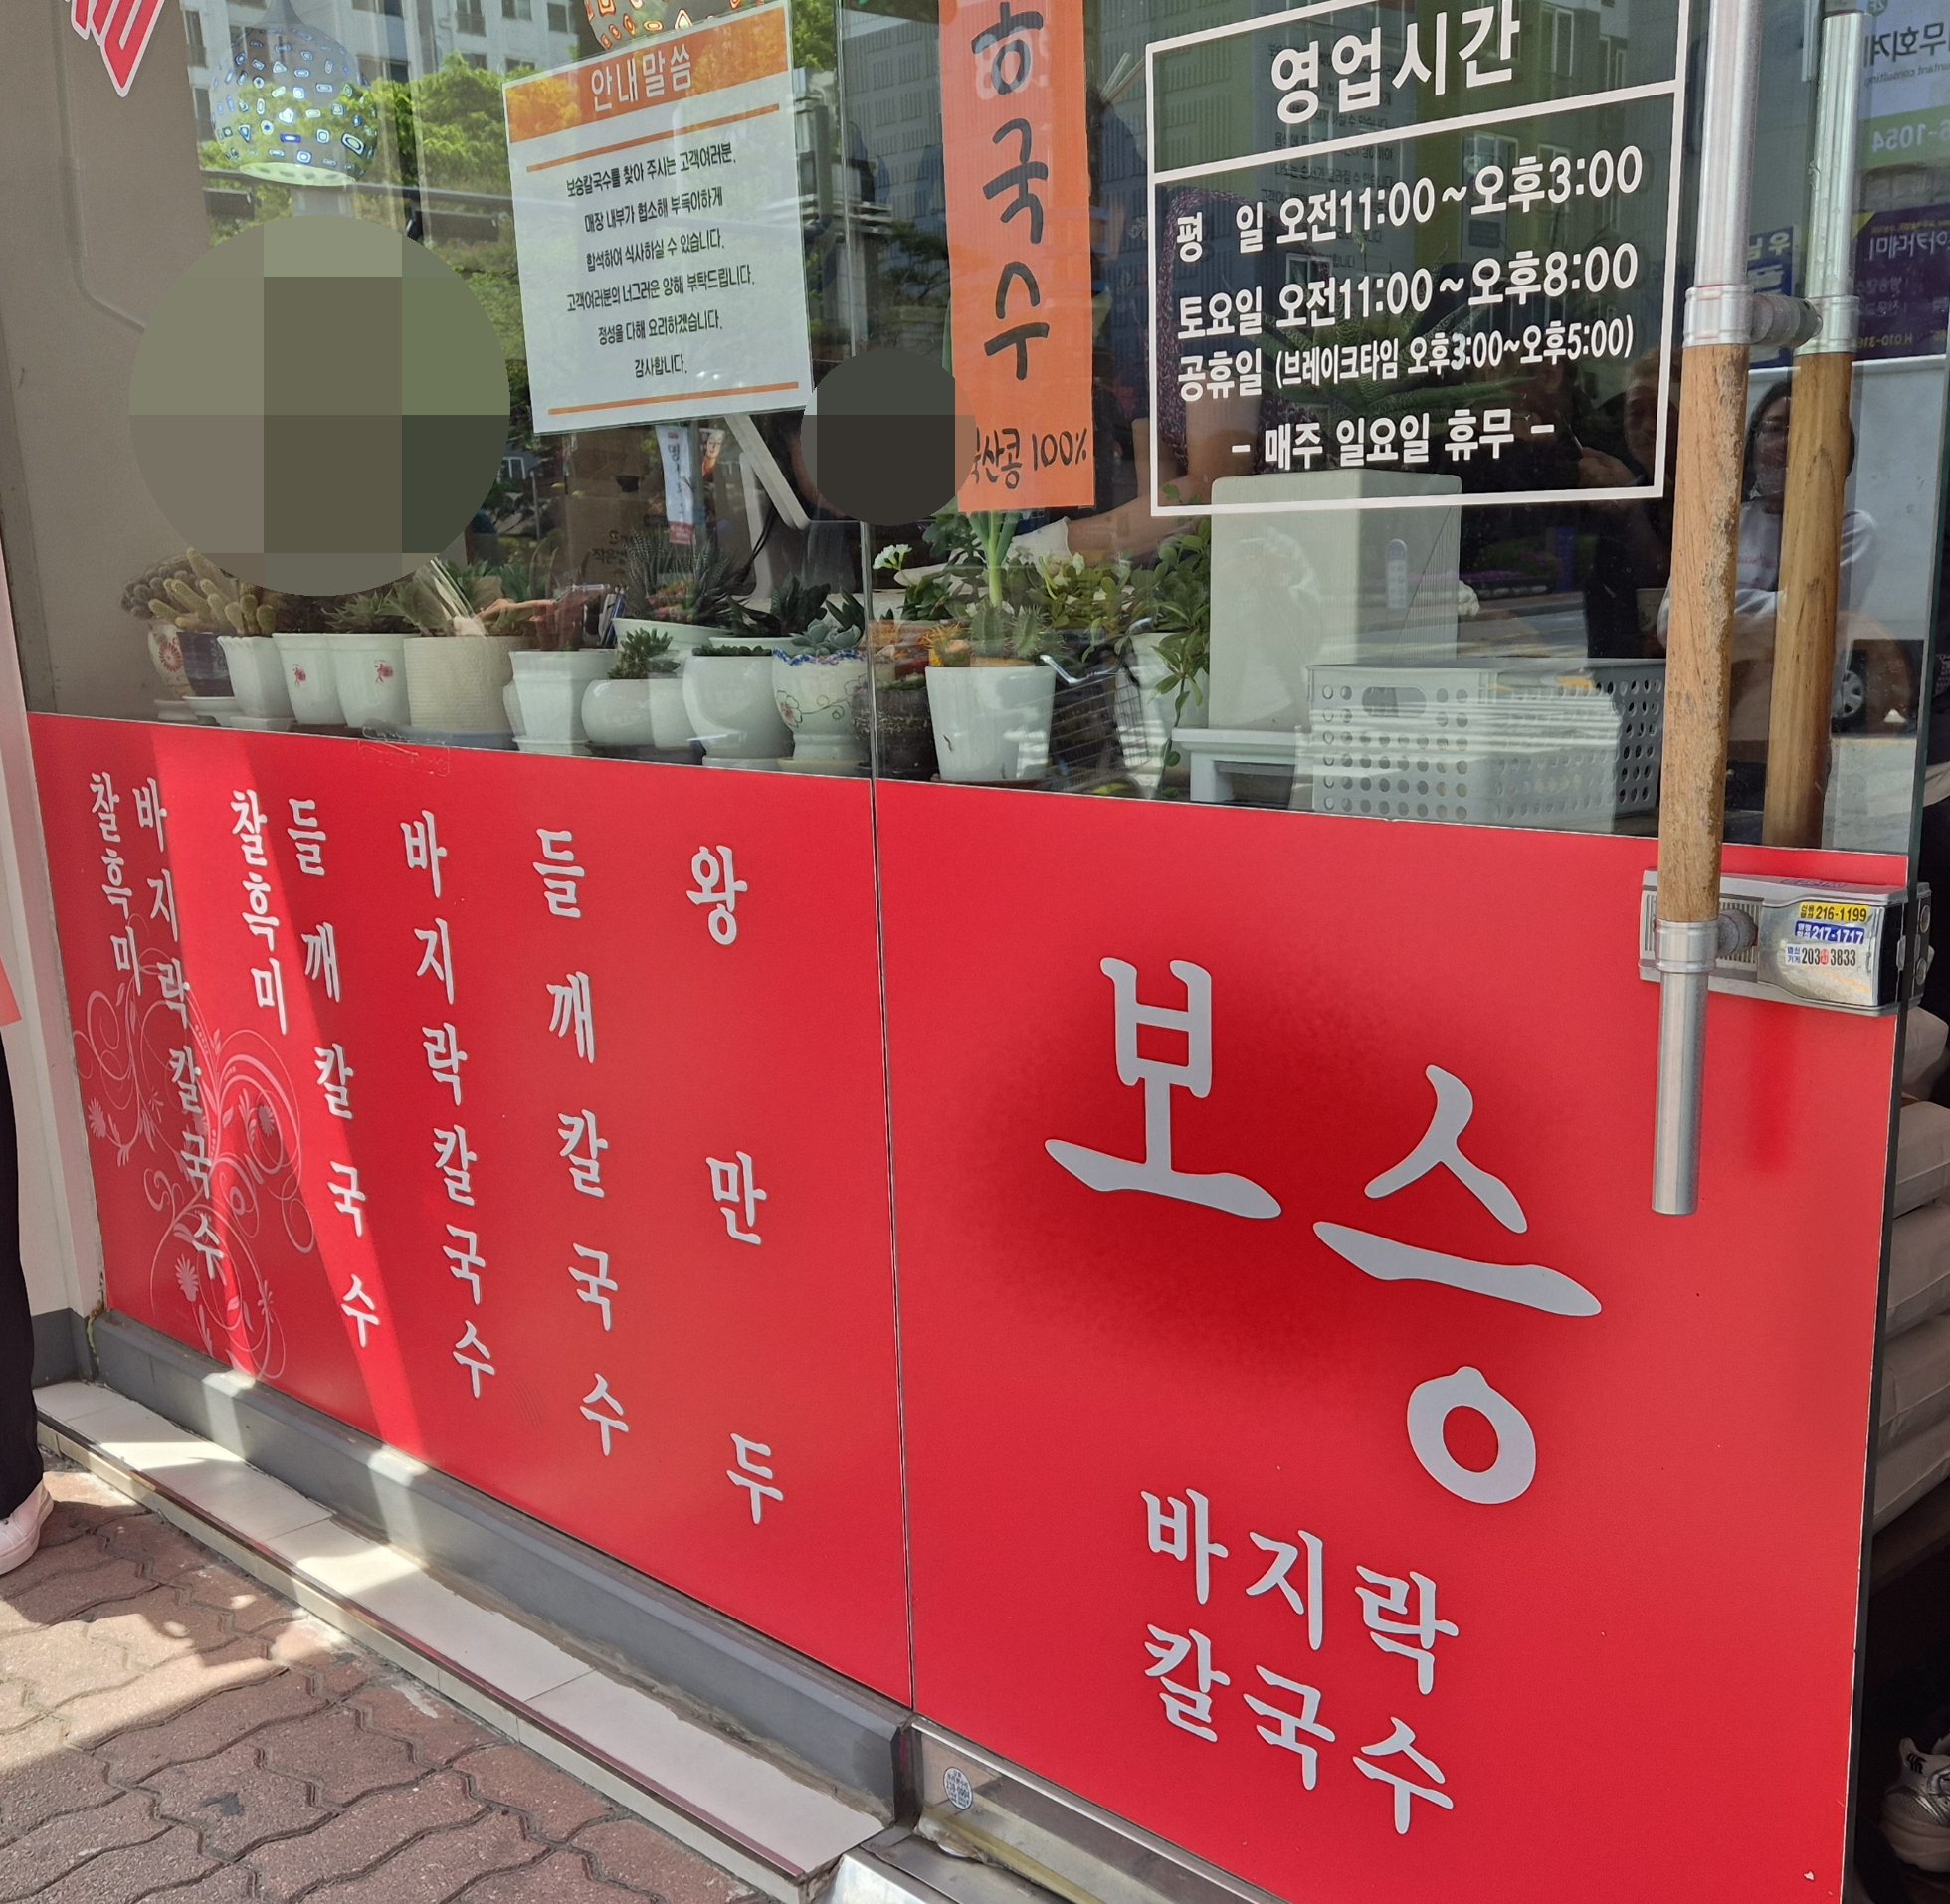 안내말씀
보승칼국수를 찾아 주시는 고객여러분,
매장 내부가 협소해 부득이하게
합석하여 식사하실 수 있습니다.
고객여러분의 너그러운 양해 부탁드립니다.
정성을 다해 요리하겠습니다.
감사합니다.
국수
산콩 100%
영업시간
평 일 오전11:00~오후3:00
토요일 오전11:00~오후8:00
공휴일 (브레이크타임 오후3:00~오후5:00)
- 매주 일요일 휴무 -
찰흑미
바지락칼국수
찰흑미
들깨칼국수
바지락칼국수
들깨칼국수
왕만두
보승
바지락
칼국수
216-1199
217-1717
203 3833